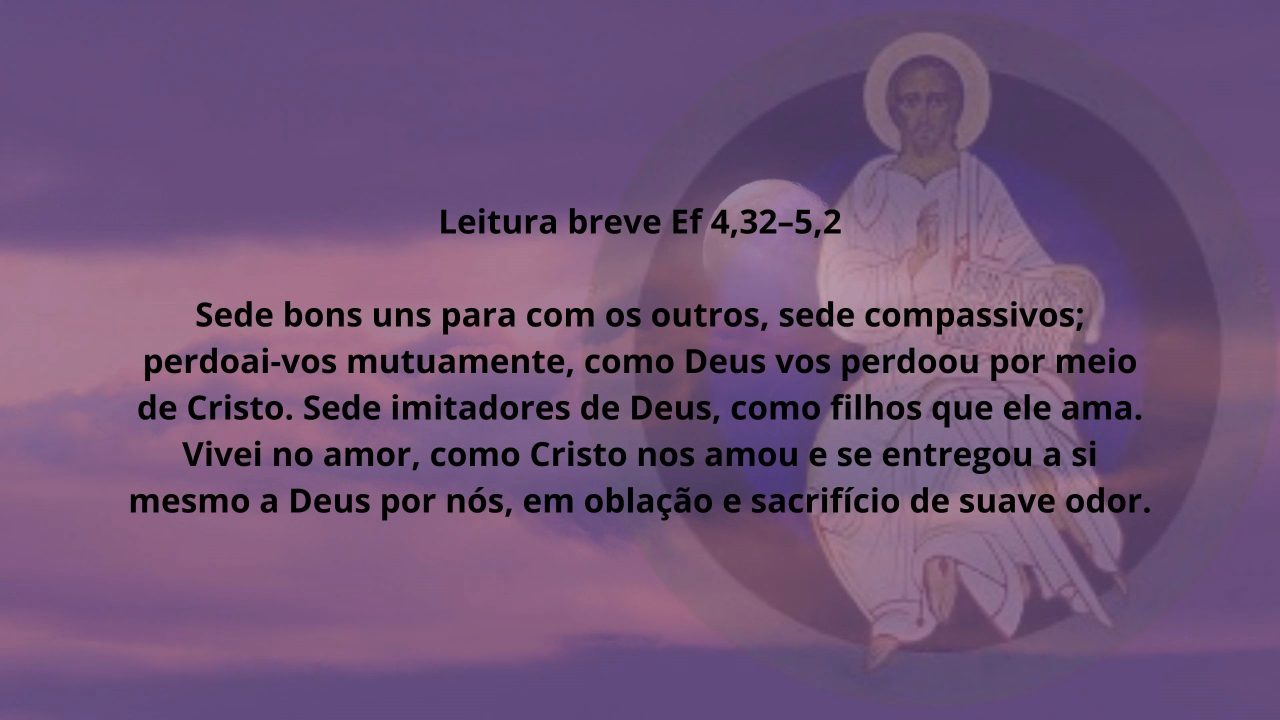 Leitura breve Ef 4,32–5,2
Sede bons uns para com os outros, sede compassivos;
perdoai-vos mutuamente, como Deus vos perdoou por meio
de Cristo. Sede imitadores de Deus, como filhos que ele ama.
Vivei no amor, como Cristo nos amou e se entregou a si
mesmo a Deus por nós, em oblação e sacrifício de suave odor.